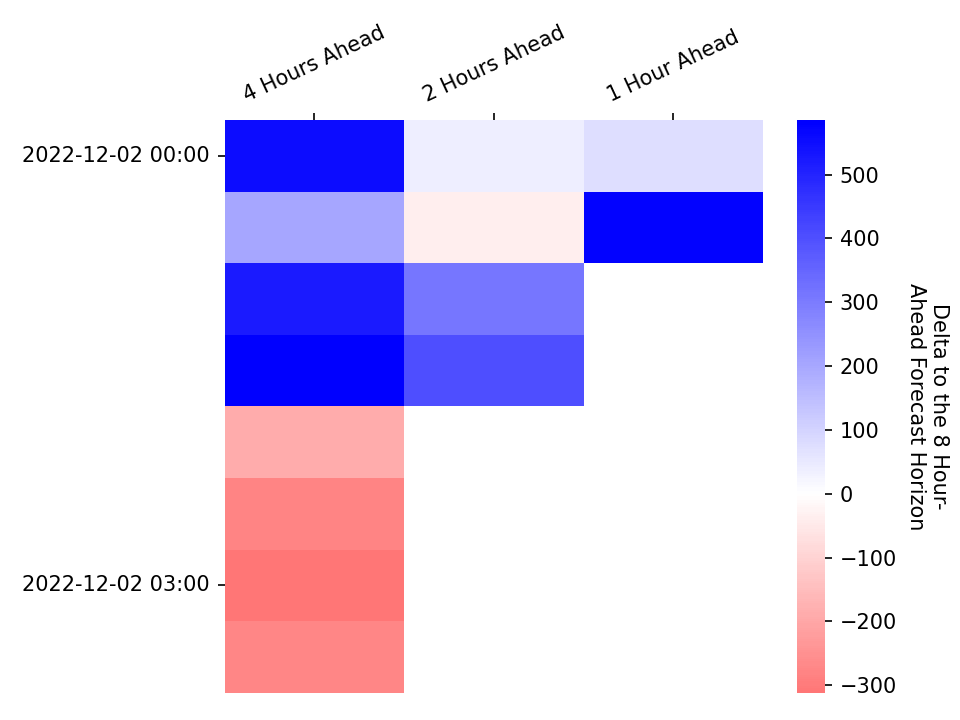 4 Hours Ahead
2 Hours Ahead
1 Hour Ahead
2022-12-02 00:00
2022-12-02 03:00
500
400
300
200
100
0
−100
−200
−300
Delta to the 8 Hour-
Ahead Forecast Horizon